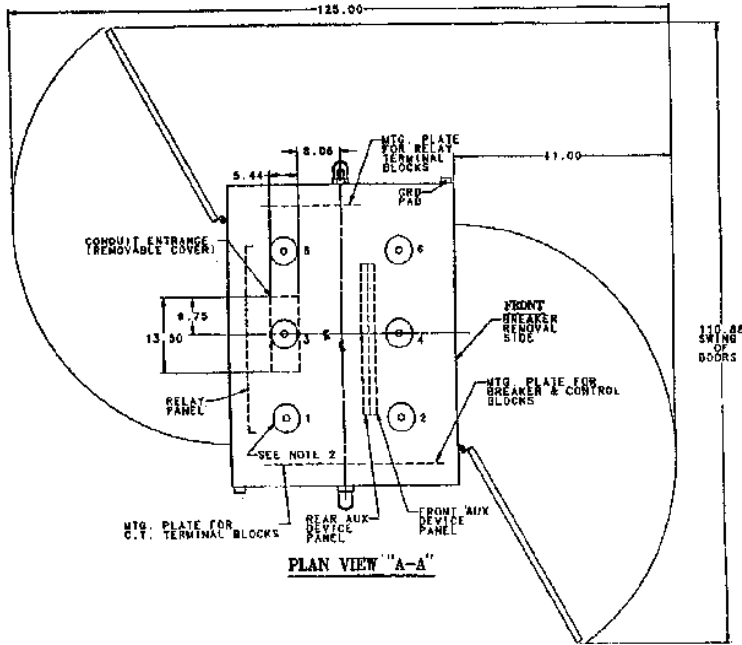 125.00
8.06
MTG. PLATE
FOR RELAY
TERMINAL
BLOCKS
5.44
41.00
GRD
PAD
CONDUIT ENTRANCE
(REMOVABLE COVER)
5
6
6.75
13.50
3
4
FRONT
BREAKER
REMOVAL
SIDE
110.88
SWING
OF
DOORS
RELAY
PANEL
MTG. PLATE FOR
BREAKER & CONTROL
BLOCKS
1
2
SEE NOTE 2
MTG. PLATE FOR
C.T. TERMINAL BLOCKS
REAR AUX
DEVICE
PANEL
FRONT AUX
DEVICE
PANEL
PLAN VIEW "A-A"